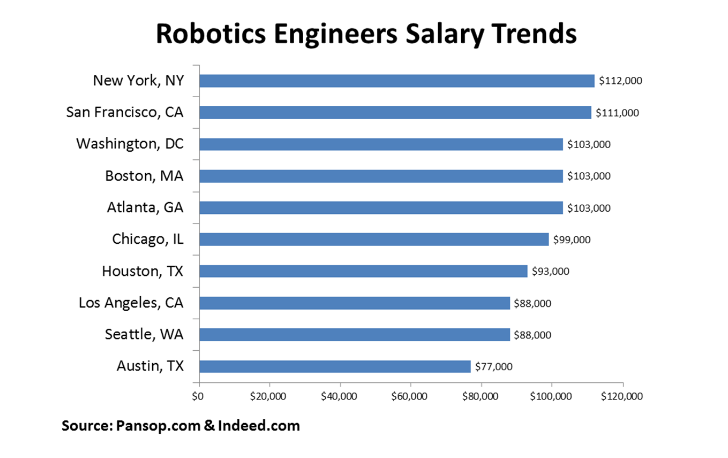 Robotics Engineers Salary Trends
New York, NY $112,000
San Francisco, CA $111,000
Washington, DC $103,000
Boston, MA $103,000
Atlanta, GA $103,000
Chicago, IL $99,000
Houston, TX $93,000
Los Angeles, CA $88,000
Seattle, WA $88,000
Austin, TX $77,000
$0 $20,000 $40,000 $60,000 $80,000 $100,000 $120,000
Source: Pansop.com & Indeed.com